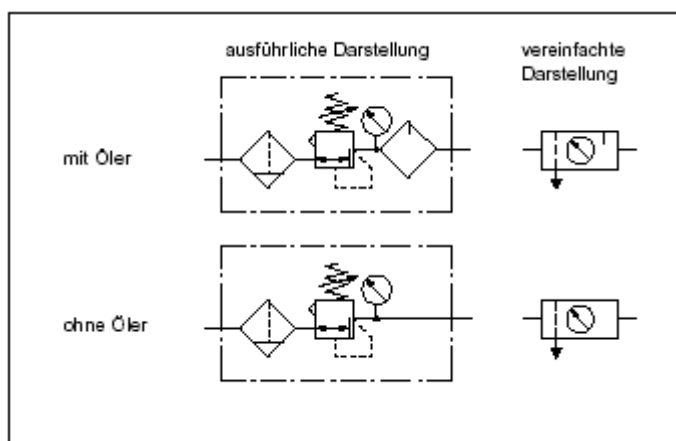 ausführliche Darstellung
vereinfachte
Darstellung
mit Öler
ohne Öler